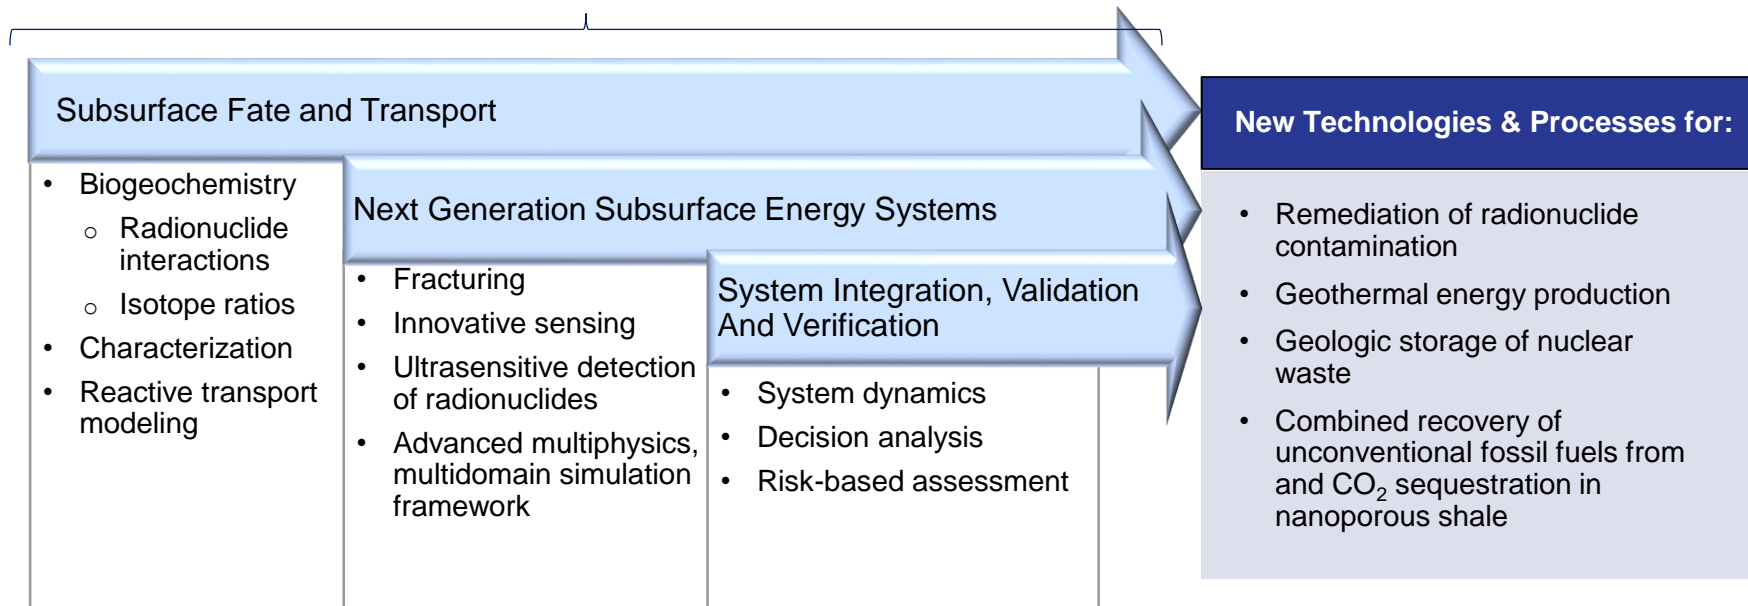 Subsurface Fate and Transport
• Biogeochemistry
o Radionuclide
interactions
o Isotope ratios
• Characterization
• Reactive transport
modeling
Next Generation Subsurface Energy Systems
• Fracturing
• Innovative sensing
• Ultrasensitive detection
of radionuclides
• Advanced multiphysics,
multidomain simulation
framework
System Integration, Validation
And Verification
• System dynamics
• Decision analysis
• Risk-based assessment
New Technologies & Processes for:
• Remediation of radionuclide
contamination
• Geothermal energy production
• Geologic storage of nuclear
waste
• Combined recovery of
unconventional fossil fuels from
and CO₂ sequestration in
nanoporous shale